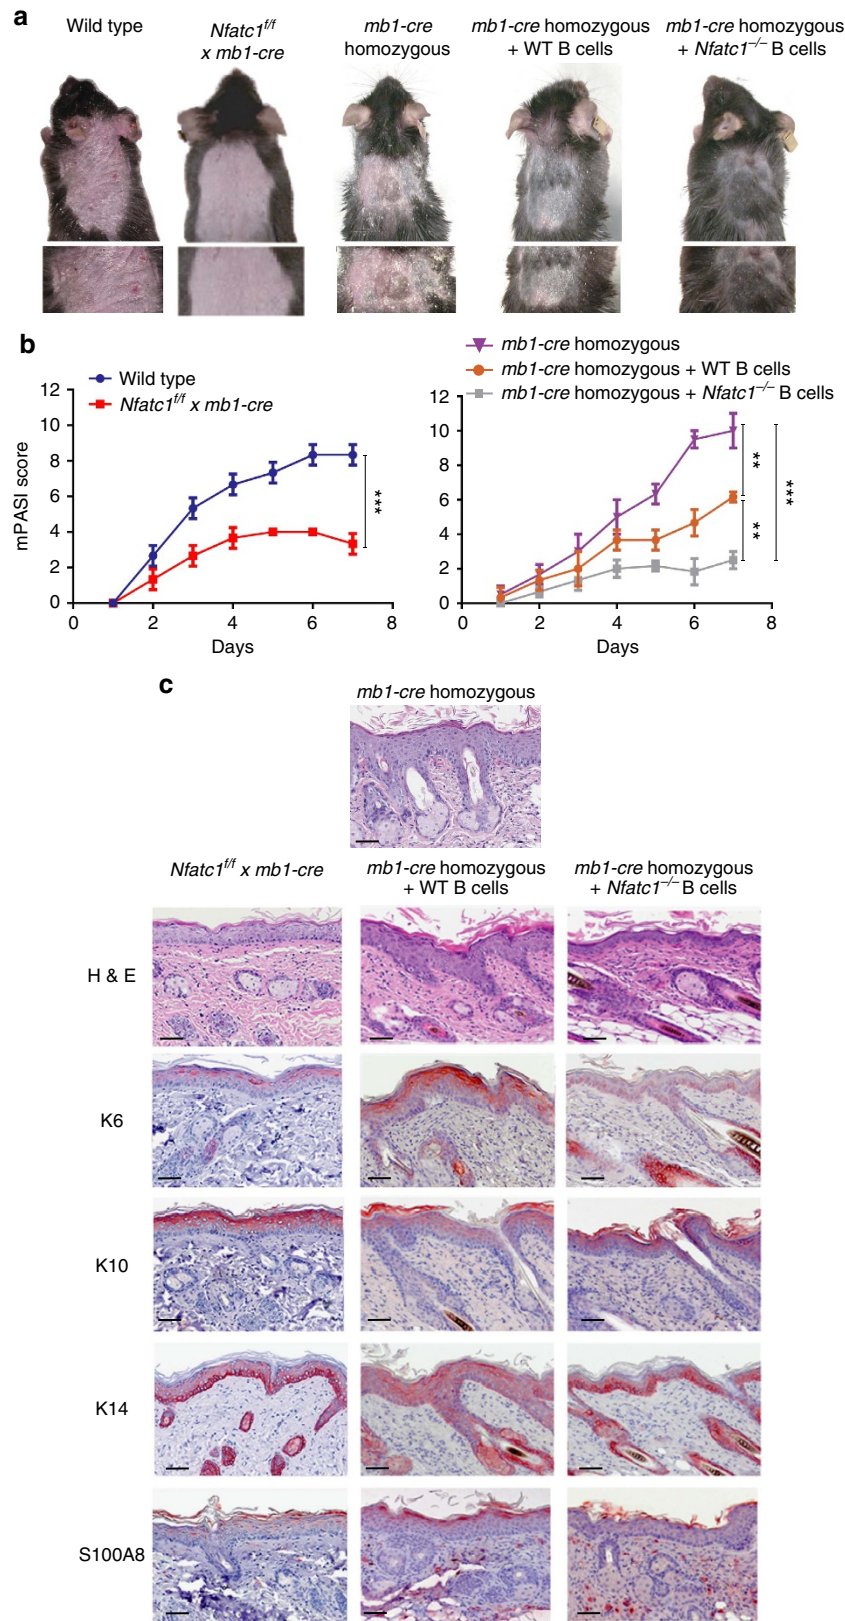 a
Wild type
Nfatc1f/f
x mb1-cre
mb1-cre
homozygous
mb1-cre homozygous
+ WT B cells
mb1-cre homozygous
+ Nfatc1−/− B cells
b
Wild type
Nfatc1f/f x mb1-cre
mPASI score
12
10
8
6
4
2
0
0
2
4
6
8
Days
***
mb1-cre homozygous
mb1-cre homozygous + WT B cells
mb1-cre homozygous + Nfatc1−/− B cells
12
10
8
6
4
2
0
0
2
4
6
8
Days
**
**
***
c
mb1-cre homozygous
Nfatc1f/f x mb1-cre
mb1-cre homozygous
+ WT B cells
mb1-cre homozygous
+ Nfatc1−/− B cells
H & E
K6
K10
K14
S100A8